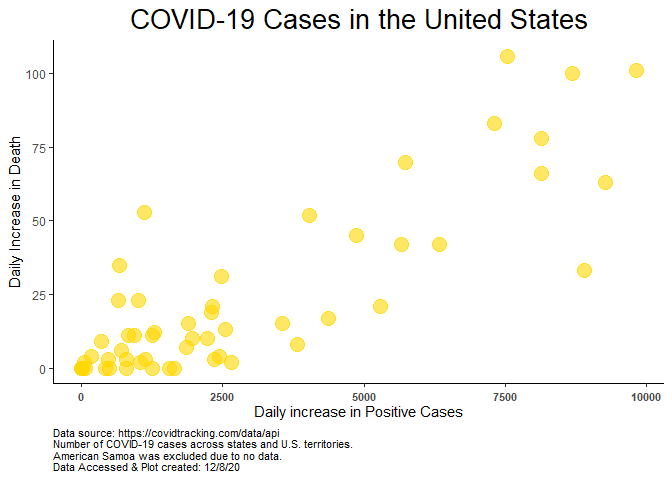 COVID-19 Cases in the United States
Daily Increase in Death
100
75
50
25
0
0
2500
5000
7500
10000
Daily increase in Positive Cases
Data source: https://covidtracking.com/data/api
Number of COVID-19 cases across states and U.S. territories.
American Samoa was excluded due to no data.
Data Accessed & Plot created: 12/8/20